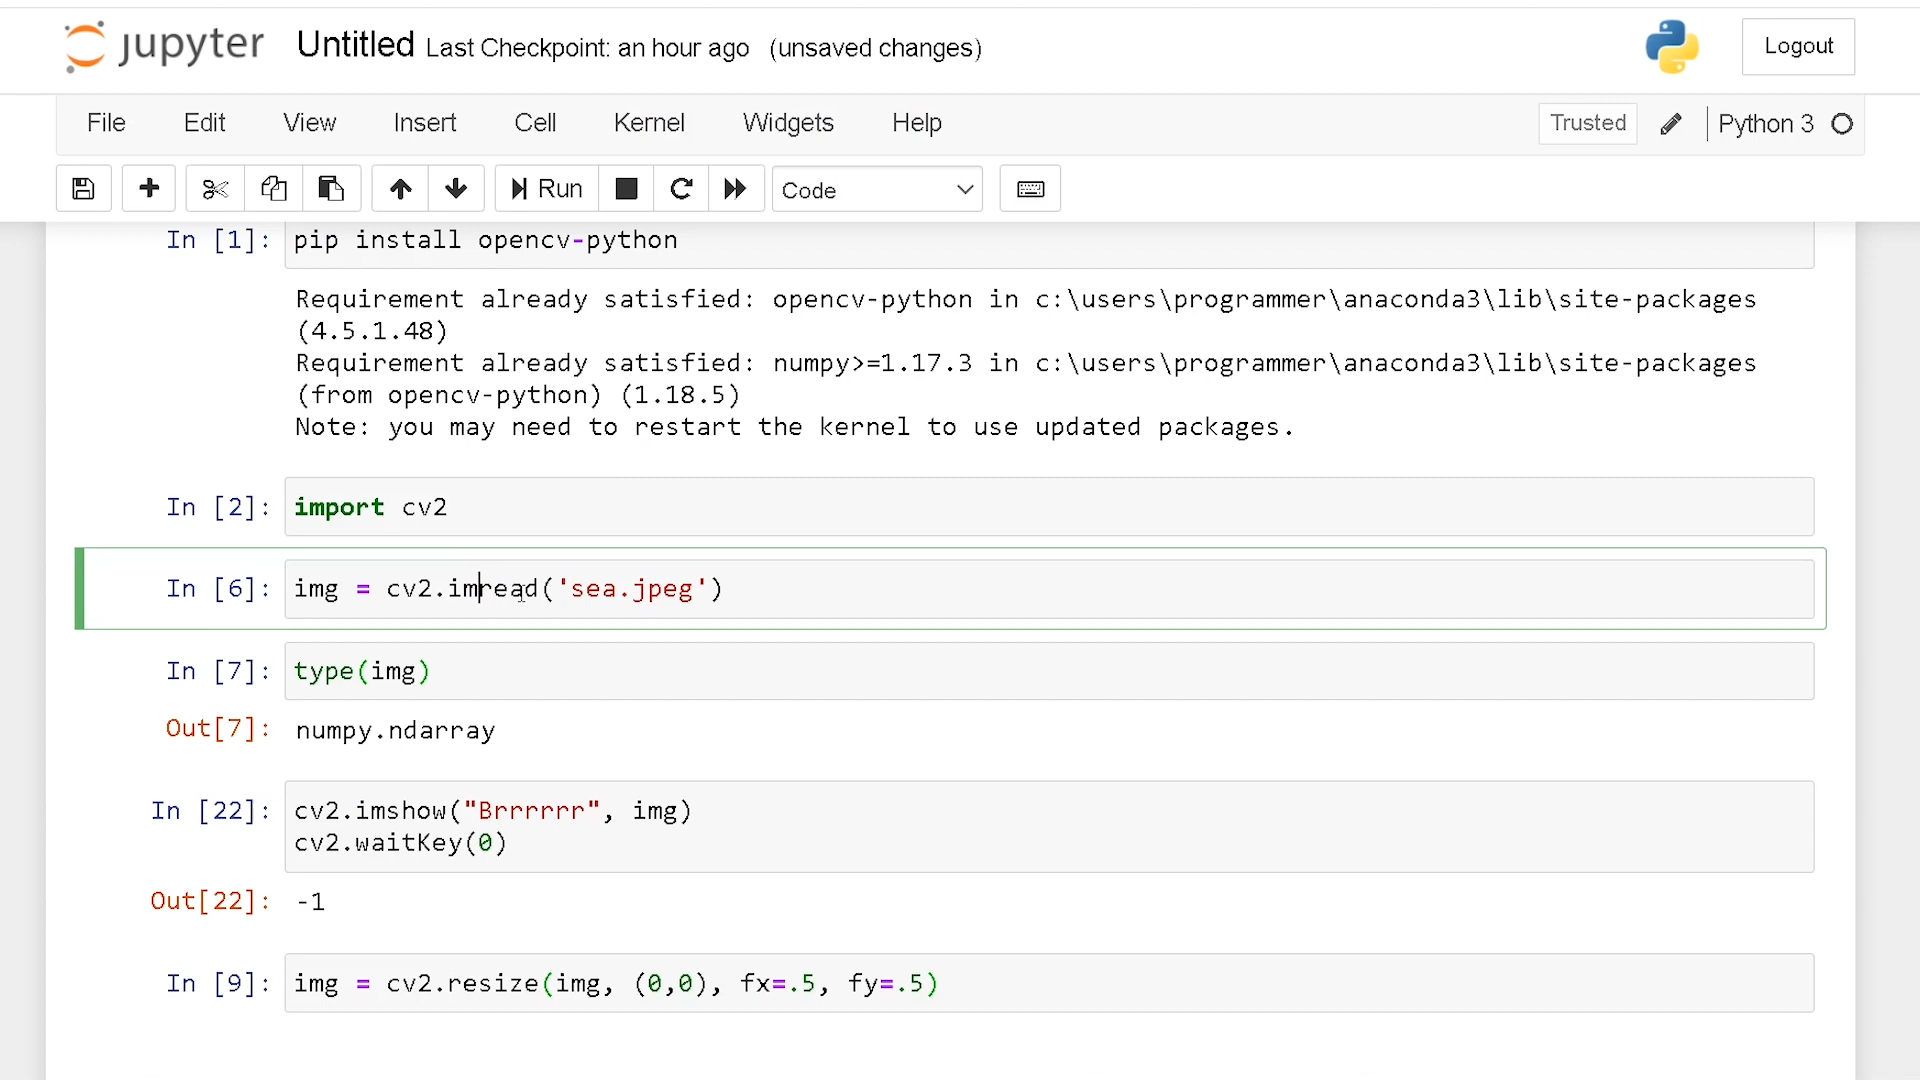 jupyter Untitled Last Checkpoint: an hour ago (unsaved changes) Logout
File Edit View Insert Cell Kernel Widgets Help Trusted Python 3
Run Code
In [1]: pip install opencv-python
Requirement already satisfied: opencv-python in c:\users\programmer\anaconda3\lib\site-packages
(4.5.1.48)
Requirement already satisfied: numpy>=1.17.3 in c:\users\programmer\anaconda3\lib\site-packages
(from opencv-python) (1.18.5)
Note: you may need to restart the kernel to use updated packages.
In [2]: import cv2
In [6]: img = cv2.imread('sea.jpeg')
In [7]: type(img)
Out[7]: numpy.ndarray
In [22]: cv2.imshow("Brrrrrr", img)
cv2.waitKey(0)
Out[22]: -1
In [9]: img = cv2.resize(img, (0,0), fx=.5, fy=.5)